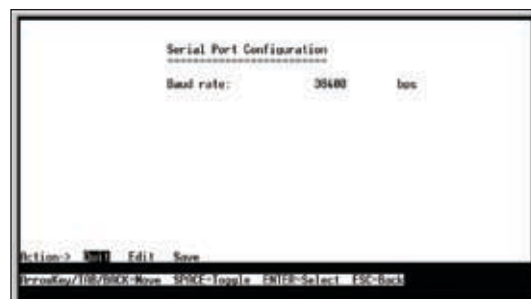 Serial Port Configuration
==========================
Baud rate: 38400 bps
Action-> Quit Edit Save
ArrowKey/TAB/BACK-Move SPACE-Toggle ENTER-Select ESC-Back